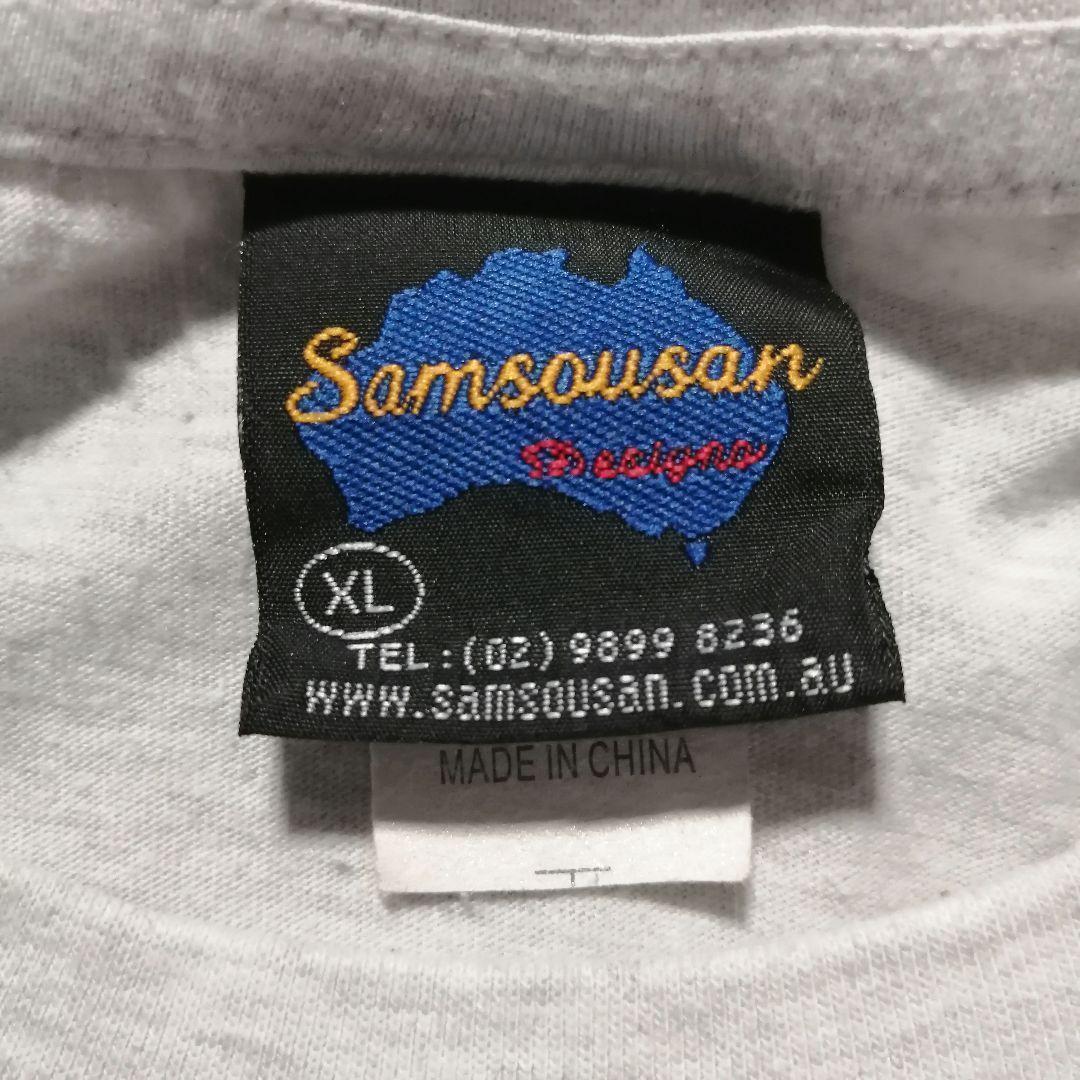 Samsousan
Designs
XL
TEL:(02) 9899 8236
www.samsousan.com.au
MADE IN CHINA